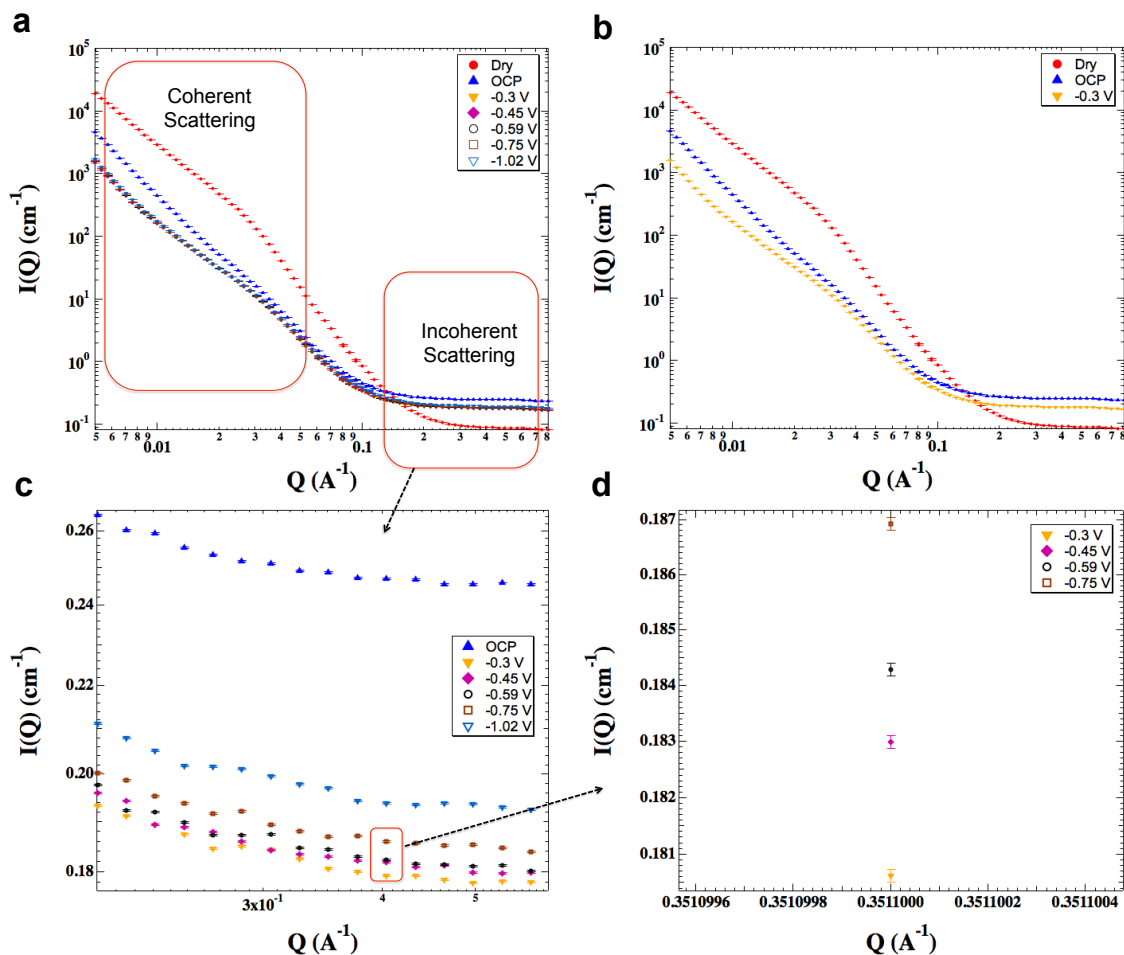 a
10^5
10^4
10^3
10^2
10^1
10^0
10^-1
I(Q) (cm^-1)
Coherent
Scattering
Incoherent
Scattering
Dry
OCP
-0.3 V
-0.45 V
-0.59 V
-0.75 V
-1.02 V
5 6 7 8 9 0.01 2 3 4 5 6 7 8 9 0.1 2 3 4 5 6 7 8
Q (A^-1)
b
10^5
10^4
10^3
10^2
10^1
10^0
10^-1
I(Q) (cm^-1)
Dry
OCP
-0.3 V
5 6 7 8 9 0.01 2 3 4 5 6 7 8 9 0.1 2 3 4 5 6 7 8
Q (A^-1)
c
0.26
0.24
0.22
0.20
0.18
I(Q) (cm^-1)
OCP
-0.3 V
-0.45 V
-0.59 V
-0.75 V
-1.02 V
3x10^-1 4 5
Q (A^-1)
d
0.187
0.186
0.185
0.184
0.183
0.182
0.181
I(Q) (cm^-1)
-0.3 V
-0.45 V
-0.59 V
-0.75 V
0.3510996 0.3510998 0.3511000 0.3511002 0.3511004
Q (A^-1)